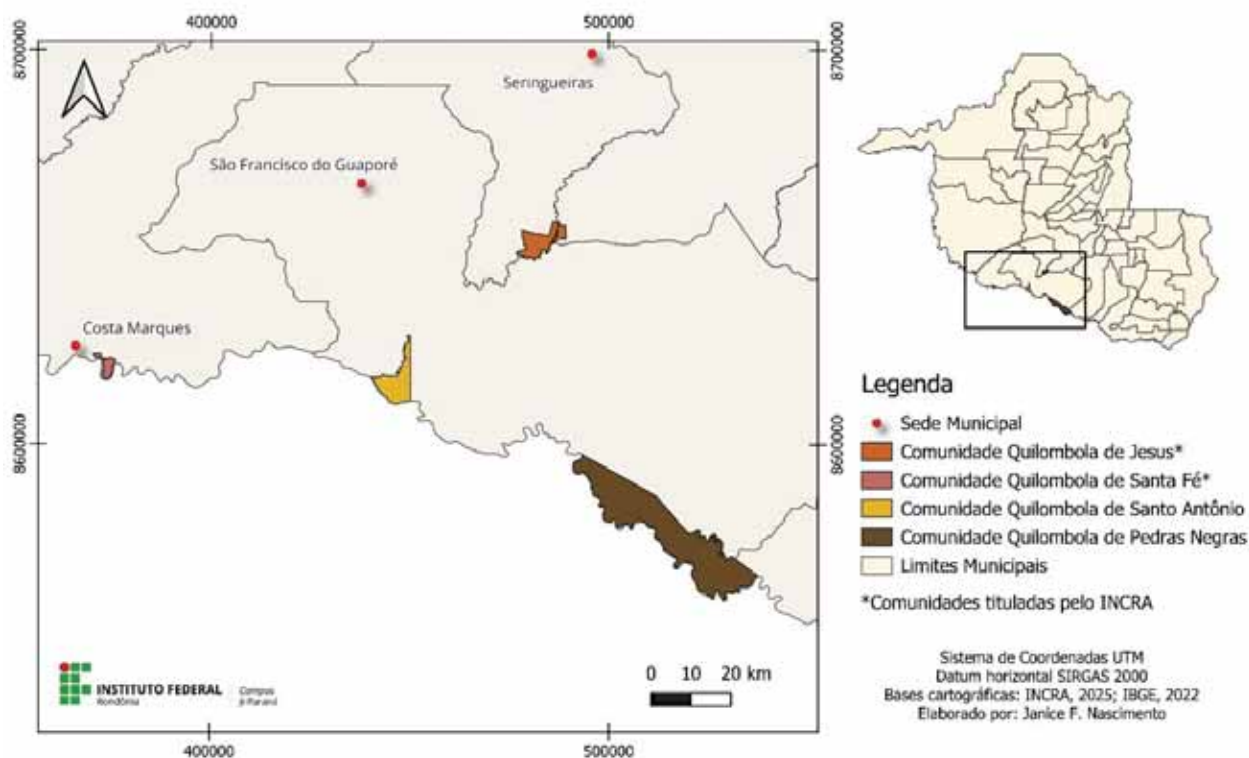 400000
500000
8700000
8700000
Seringueiras
São Francisco do Guaporé
Costa Marques
8600000
8600000
Legenda
Sede Municipal
Comunidade Quilombola de Jesus*
Comunidade Quilombola de Santa Fé*
Comunidade Quilombola de Santo Antônio
Comunidade Quilombola de Pedras Negras
Limites Municipais
*Comunidades tituladas pelo INCRA
0 10 20 km
INSTITUTO FEDERAL
Rondônia
Campus
Ji-Paraná
Sistema de Coordenadas UTM
Datum horizontal SIRGAS 2000
Bases cartográficas: INCRA, 2025; IBGE, 2022
Elaborado por: Janice F. Nascimento
400000
500000